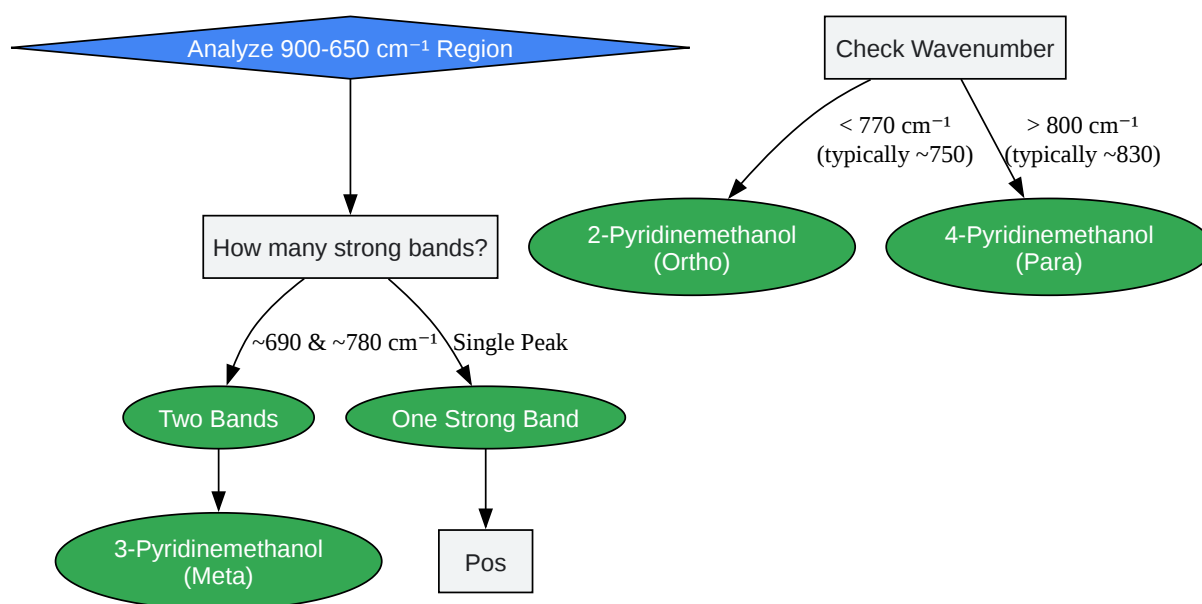 Analyze 900-650 cm⁻¹ Region
Check Wavenumber
< 770 cm⁻¹
(typically ~750)
> 800 cm⁻¹
(typically ~830)
How many strong bands?
2-Pyridinemethanol
(Ortho)
4-Pyridinemethanol
(Para)
~690 & ~780 cm⁻¹
Single Peak
Two Bands
One Strong Band
3-Pyridinemethanol
(Meta)
Pos